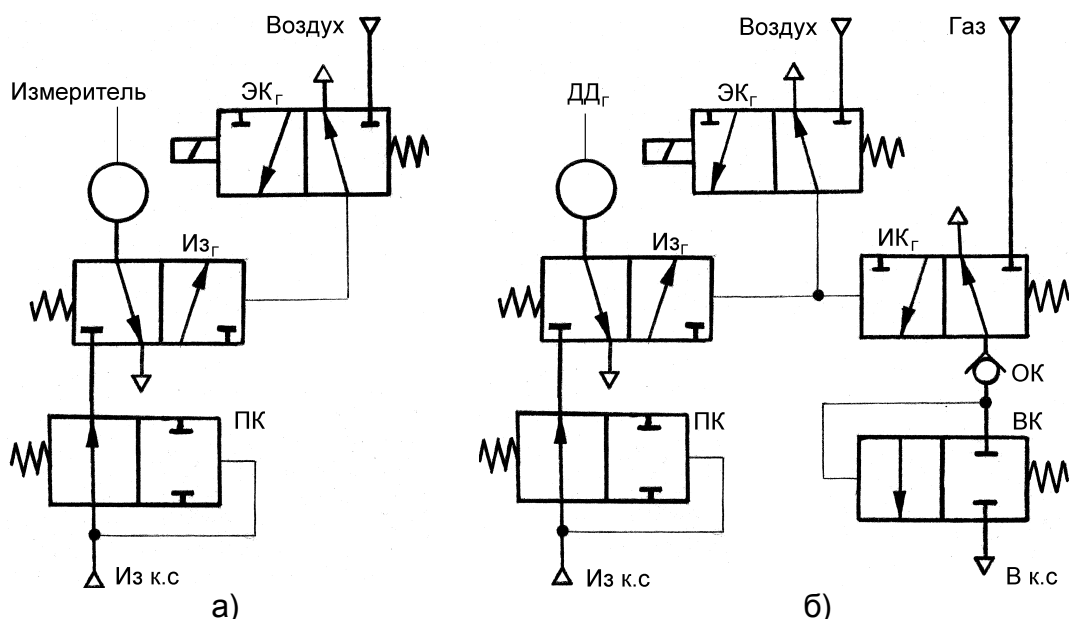 Воздух
ЭКг
Измеритель
Изг
ПК
Из к.с
а)
Воздух
Газ
ЭКг
ДДг
Изг
ИКг
ОК
ПК
ВК
Из к.с
В к.с
б)